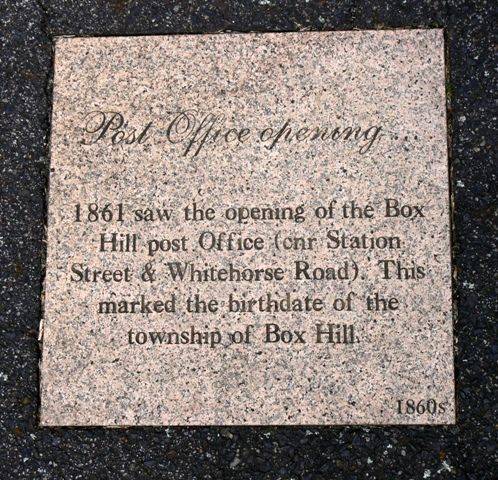 Post Office opening....
1861 saw the opening of the Box
Hill post Office (cnr Station
Street & Whitehorse Road). This
marked the birthdate of the
township of Box Hill.
1860s